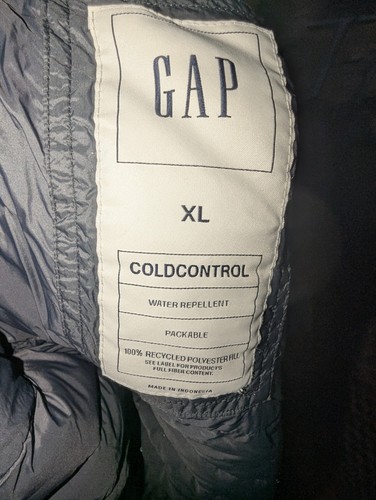 GAP
XL
COLDCONTROL
WATER REPELLENT
PACKABLE
100% RECYCLED POLYESTER FILL
SEE LABEL FOR PRODUCT'S
FULL FIBER CONTENT.
MADE IN INDONESIA